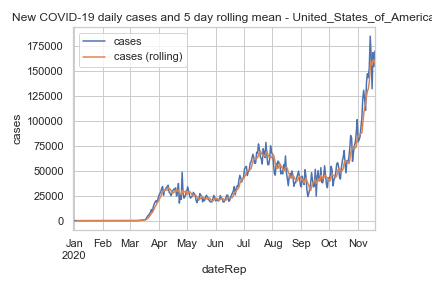 New COVID-19 daily cases and 5 day rolling mean - United_States_of_America
cases
cases (rolling)
175000
150000
125000
100000
75000
50000
25000
0
cases
Jan Feb Mar Apr May Jun Jul Aug Sep Oct Nov
2020
dateRep